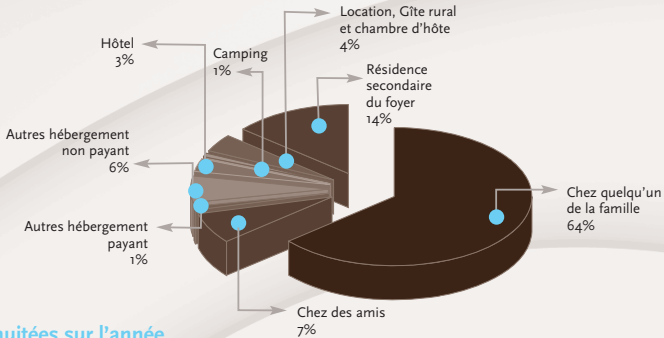 Location, Gîte rural
et chambre d'hôte
4%
Hôtel
3%
Camping
1%
Résidence
secondaire
du foyer
14%
Autres hébergement
non payant
6%
Chez quelqu'un
de la famille
64%
Autres hébergement
payant
1%
Chez des amis
7%
nuitées sur l'année